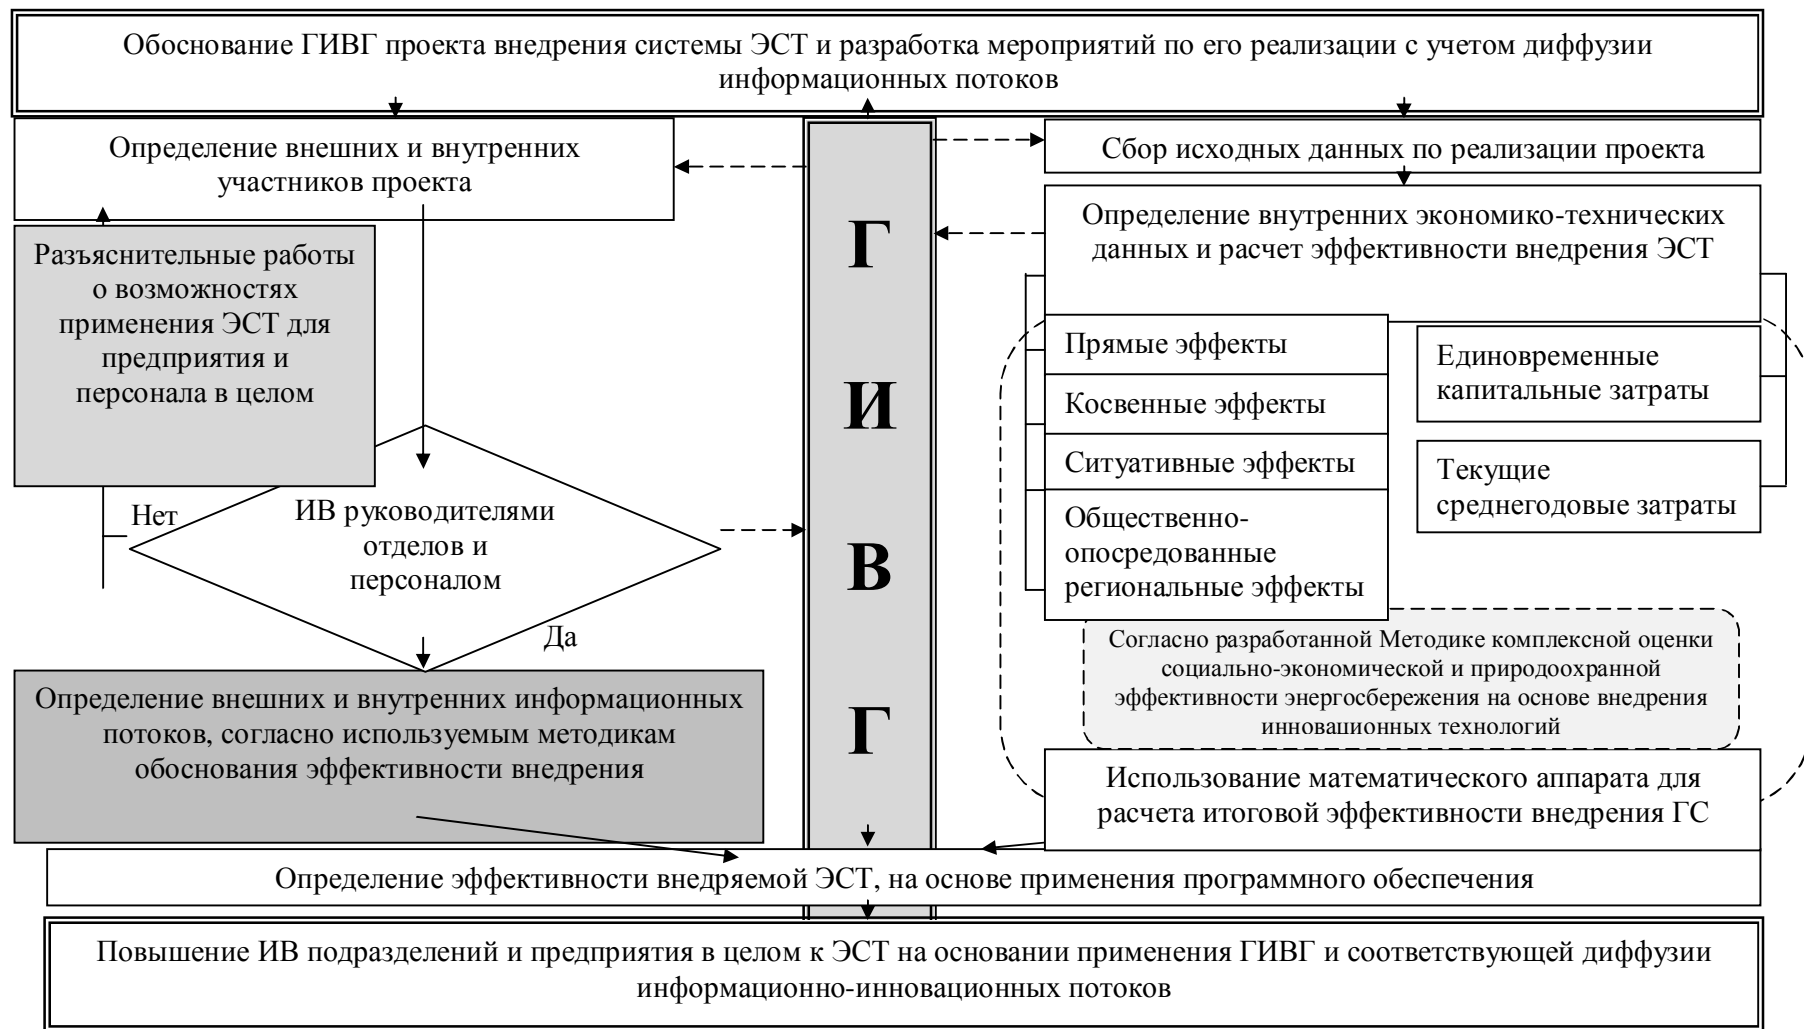 Обоснование ГИВГ проекта внедрения системы ЭСТ и разработка мероприятий по его реализации с учетом диффузии
информационных потоков
Определение внешних и внутренних
участников проекта
Разъяснительные работы
о возможностях
применения ЭСТ для
предприятия и
персонала в целом
Нет
ИВ руководителями
отделов и
персоналом
Да
Определение внешних и внутренних информационных
потоков, согласно используемым методикам
обоснования эффективности внедрения
Г
И
В
Г
Сбор исходных данных по реализации проекта
Определение внутренних экономико-технических
данных и расчет эффективности внедрения ЭСТ
Прямые эффекты
Косвенные эффекты
Ситуативные эффекты
Общественно-
опосредованные
региональные эффекты
Единовременные
капитальные затраты
Текущие
среднегодовые затраты
Согласно разработанной Методике комплексной оценки
социально-экономической и природоохранной
эффективности энергосбережения на основе внедрения
инновационных технологий
Использование математического аппарата для
расчета итоговой эффективности внедрения ГС
Определение эффективности внедряемой ЭСТ, на основе применения программного обеспечения
Повышение ИВ подразделений и предприятия в целом к ЭСТ на основании применения ГИВГ и соответствующей диффузии
информационно-инновационных потоков